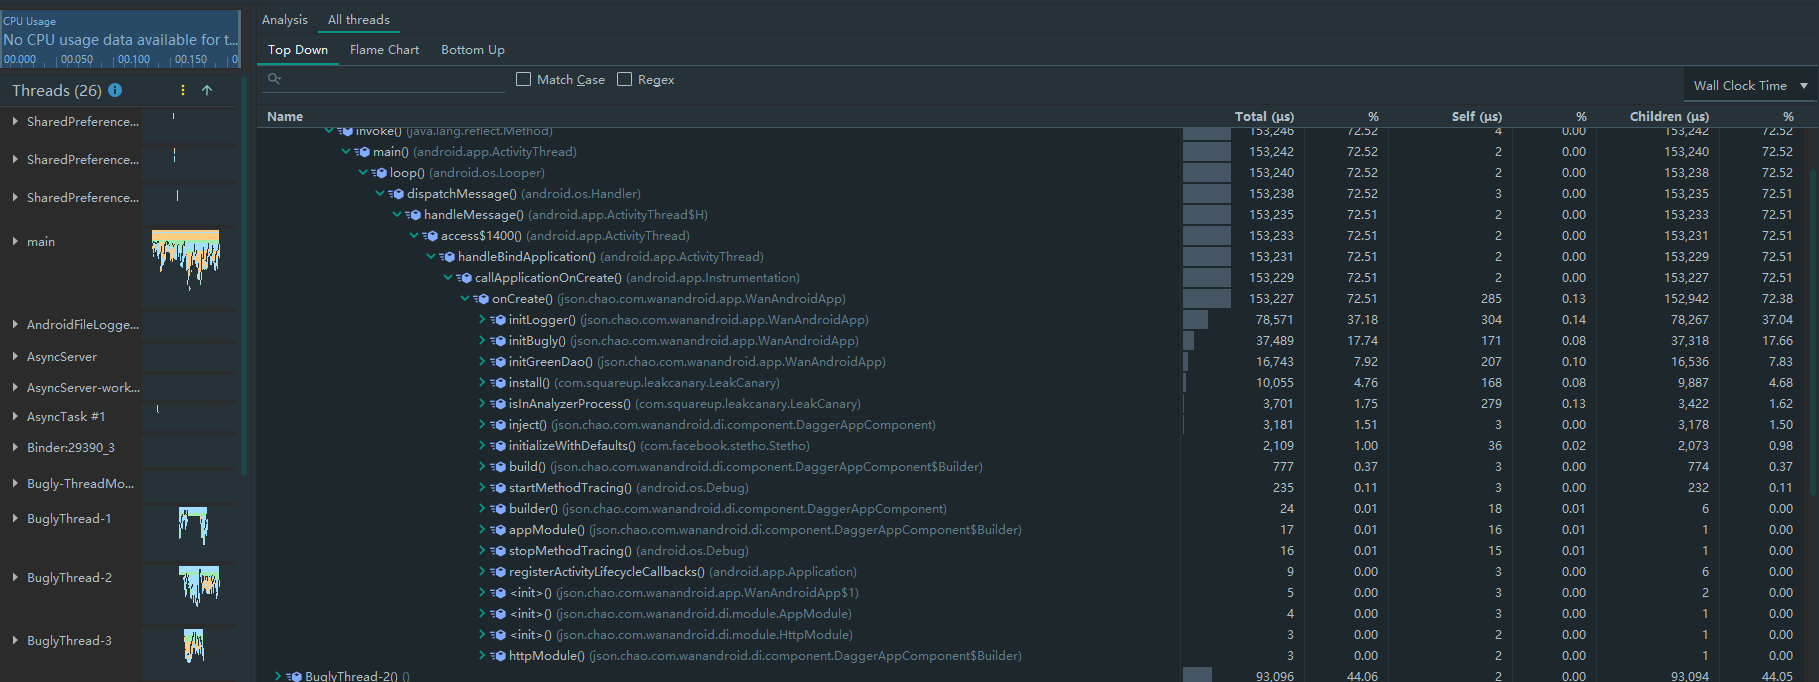 CPU Usage
No CPU usage data available for t...
00.000 00.050 00.100 00.150 0
Threads (26)
SharedPreference...
SharedPreference...
SharedPreference...
main
AndroidFileLogge...
AsyncServer
AsyncServer-work...
AsyncTask #1
Binder:29390_3
Bugly-ThreadMo...
BuglyThread-1
BuglyThread-2
BuglyThread-3
Analysis All threads
Top Down Flame Chart Bottom Up
Match Case Regex
Wall Clock Time
Name Total (μs) % Self (μs) % Children (μs) %
invoke() (java.lang.reflect.Method) 153,246 72.52 4 0.00 153,242 72.52
main() (android.app.ActivityThread) 153,242 72.52 2 0.00 153,240 72.52
loop() (android.os.Looper) 153,240 72.52 2 0.00 153,238 72.52
dispatchMessage() (android.os.Handler) 153,238 72.52 3 0.00 153,235 72.51
handleMessage() (android.app.ActivityThread$H) 153,235 72.51 2 0.00 153,233 72.51
access$1400() (android.app.ActivityThread) 153,233 72.51 2 0.00 153,231 72.51
handleBindApplication() (android.app.ActivityThread) 153,231 72.51 2 0.00 153,229 72.51
callApplicationOnCreate() (android.app.Instrumentation) 153,229 72.51 2 0.00 153,227 72.51
onCreate() (json.chao.com.wanandroid.app.WanAndroidApp) 153,227 72.51 285 0.13 152,942 72.38
initLogger() (json.chao.com.wanandroid.app.WanAndroidApp) 78,571 37.18 304 0.14 78,267 37.04
initBugly() (json.chao.com.wanandroid.app.WanAndroidApp) 37,489 17.74 171 0.08 37,318 17.66
initGreenDao() (json.chao.com.wanandroid.app.WanAndroidApp) 16,743 7.92 207 0.10 16,536 7.83
install() (com.squareup.leakcanary.LeakCanary) 10,055 4.76 168 0.08 9,887 4.68
isInAnalyzerProcess() (com.squareup.leakcanary.LeakCanary) 3,701 1.75 279 0.13 3,422 1.62
inject() (json.chao.com.wanandroid.di.component.DaggerAppComponent) 3,181 1.51 3 0.00 3,178 1.50
initializeWithDefaults() (com.facebook.stetho.Stetho) 2,109 1.00 36 0.02 2,073 0.98
build() (json.chao.com.wanandroid.di.component.DaggerAppComponent$Builder) 777 0.37 3 0.00 774 0.37
startMethodTracing() (android.os.Debug) 235 0.11 3 0.00 232 0.11
builder() (json.chao.com.wanandroid.di.component.DaggerAppComponent) 24 0.01 18 0.01 6 0.00
appModule() (json.chao.com.wanandroid.di.component.DaggerAppComponent$Builder) 17 0.01 16 0.01 1 0.00
stopMethodTracing() (android.os.Debug) 16 0.01 15 0.01 1 0.00
registerActivityLifecycleCallbacks() (android.app.Application) 9 0.00 3 0.00 6 0.00
<init>() (json.chao.com.wanandroid.app.WanAndroidApp$1) 5 0.00 3 0.00 2 0.00
<init>() (json.chao.com.wanandroid.di.module.AppModule) 4 0.00 3 0.00 1 0.00
<init>() (json.chao.com.wanandroid.di.module.HttpModule) 3 0.00 2 0.00 1 0.00
httpModule() (json.chao.com.wanandroid.di.component.DaggerAppComponent$Builder) 3 0.00 2 0.00 1 0.00
BuglyThread-2() () 93,096 44.06 2 0.00 93,094 44.05